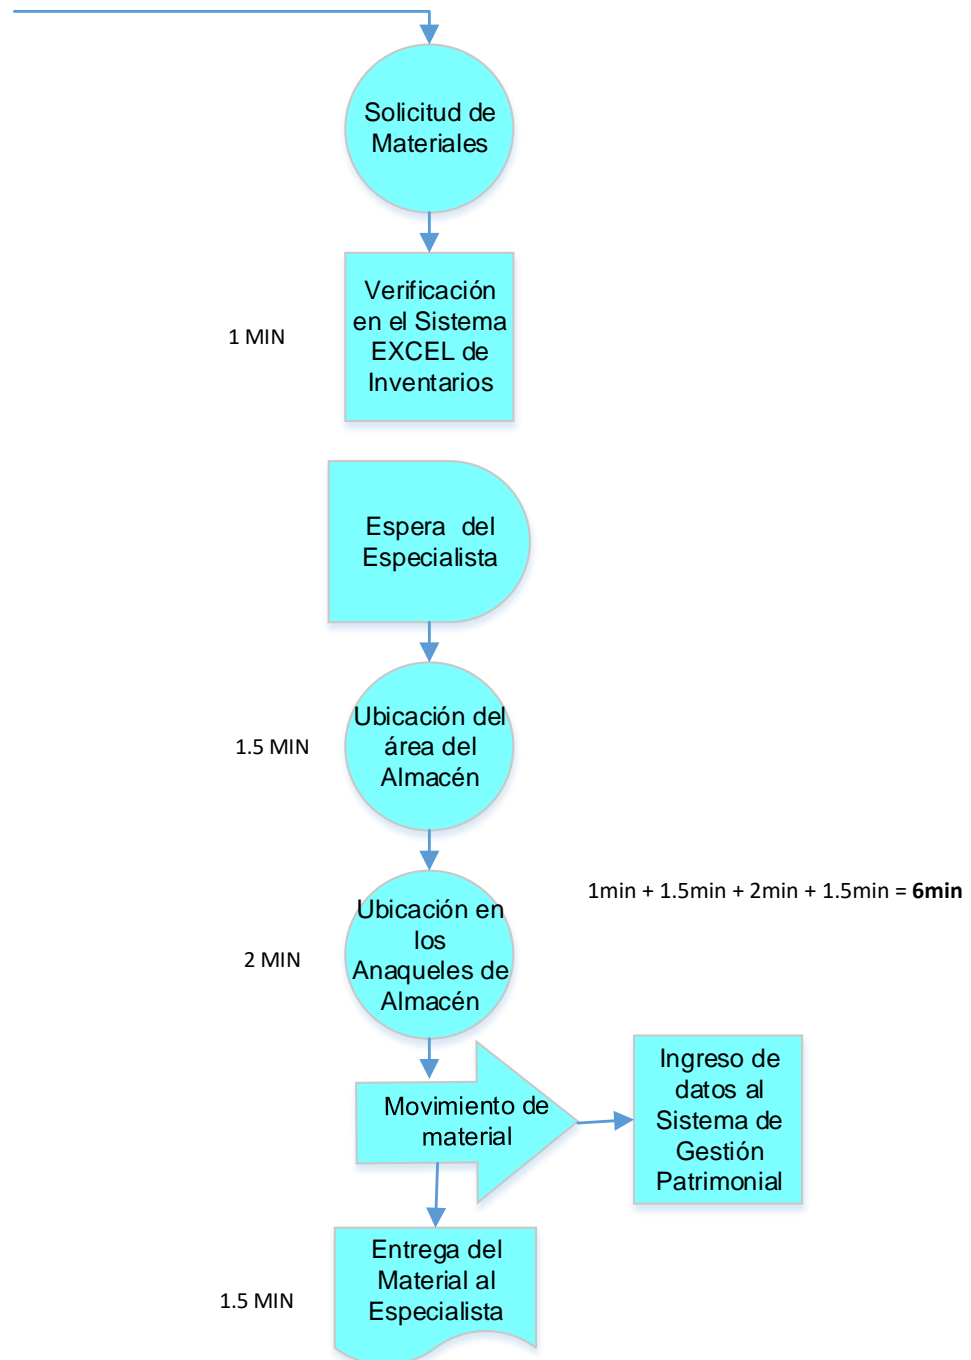 Solicitud de
Materiales
1 MIN
Verificación
en el Sistema
EXCEL de
Inventarios
Espera del
Especialista
1.5 MIN
Ubicación del
área del
Almacén
2 MIN
Ubicación en
los
Anaqueles de
Almacén
1min + 1.5min + 2min + 1.5min = 6min
Movimiento de
material
Ingreso de
datos al
Sistema de
Gestión
Patrimonial
1.5 MIN
Entrega del
Material al
Especialista